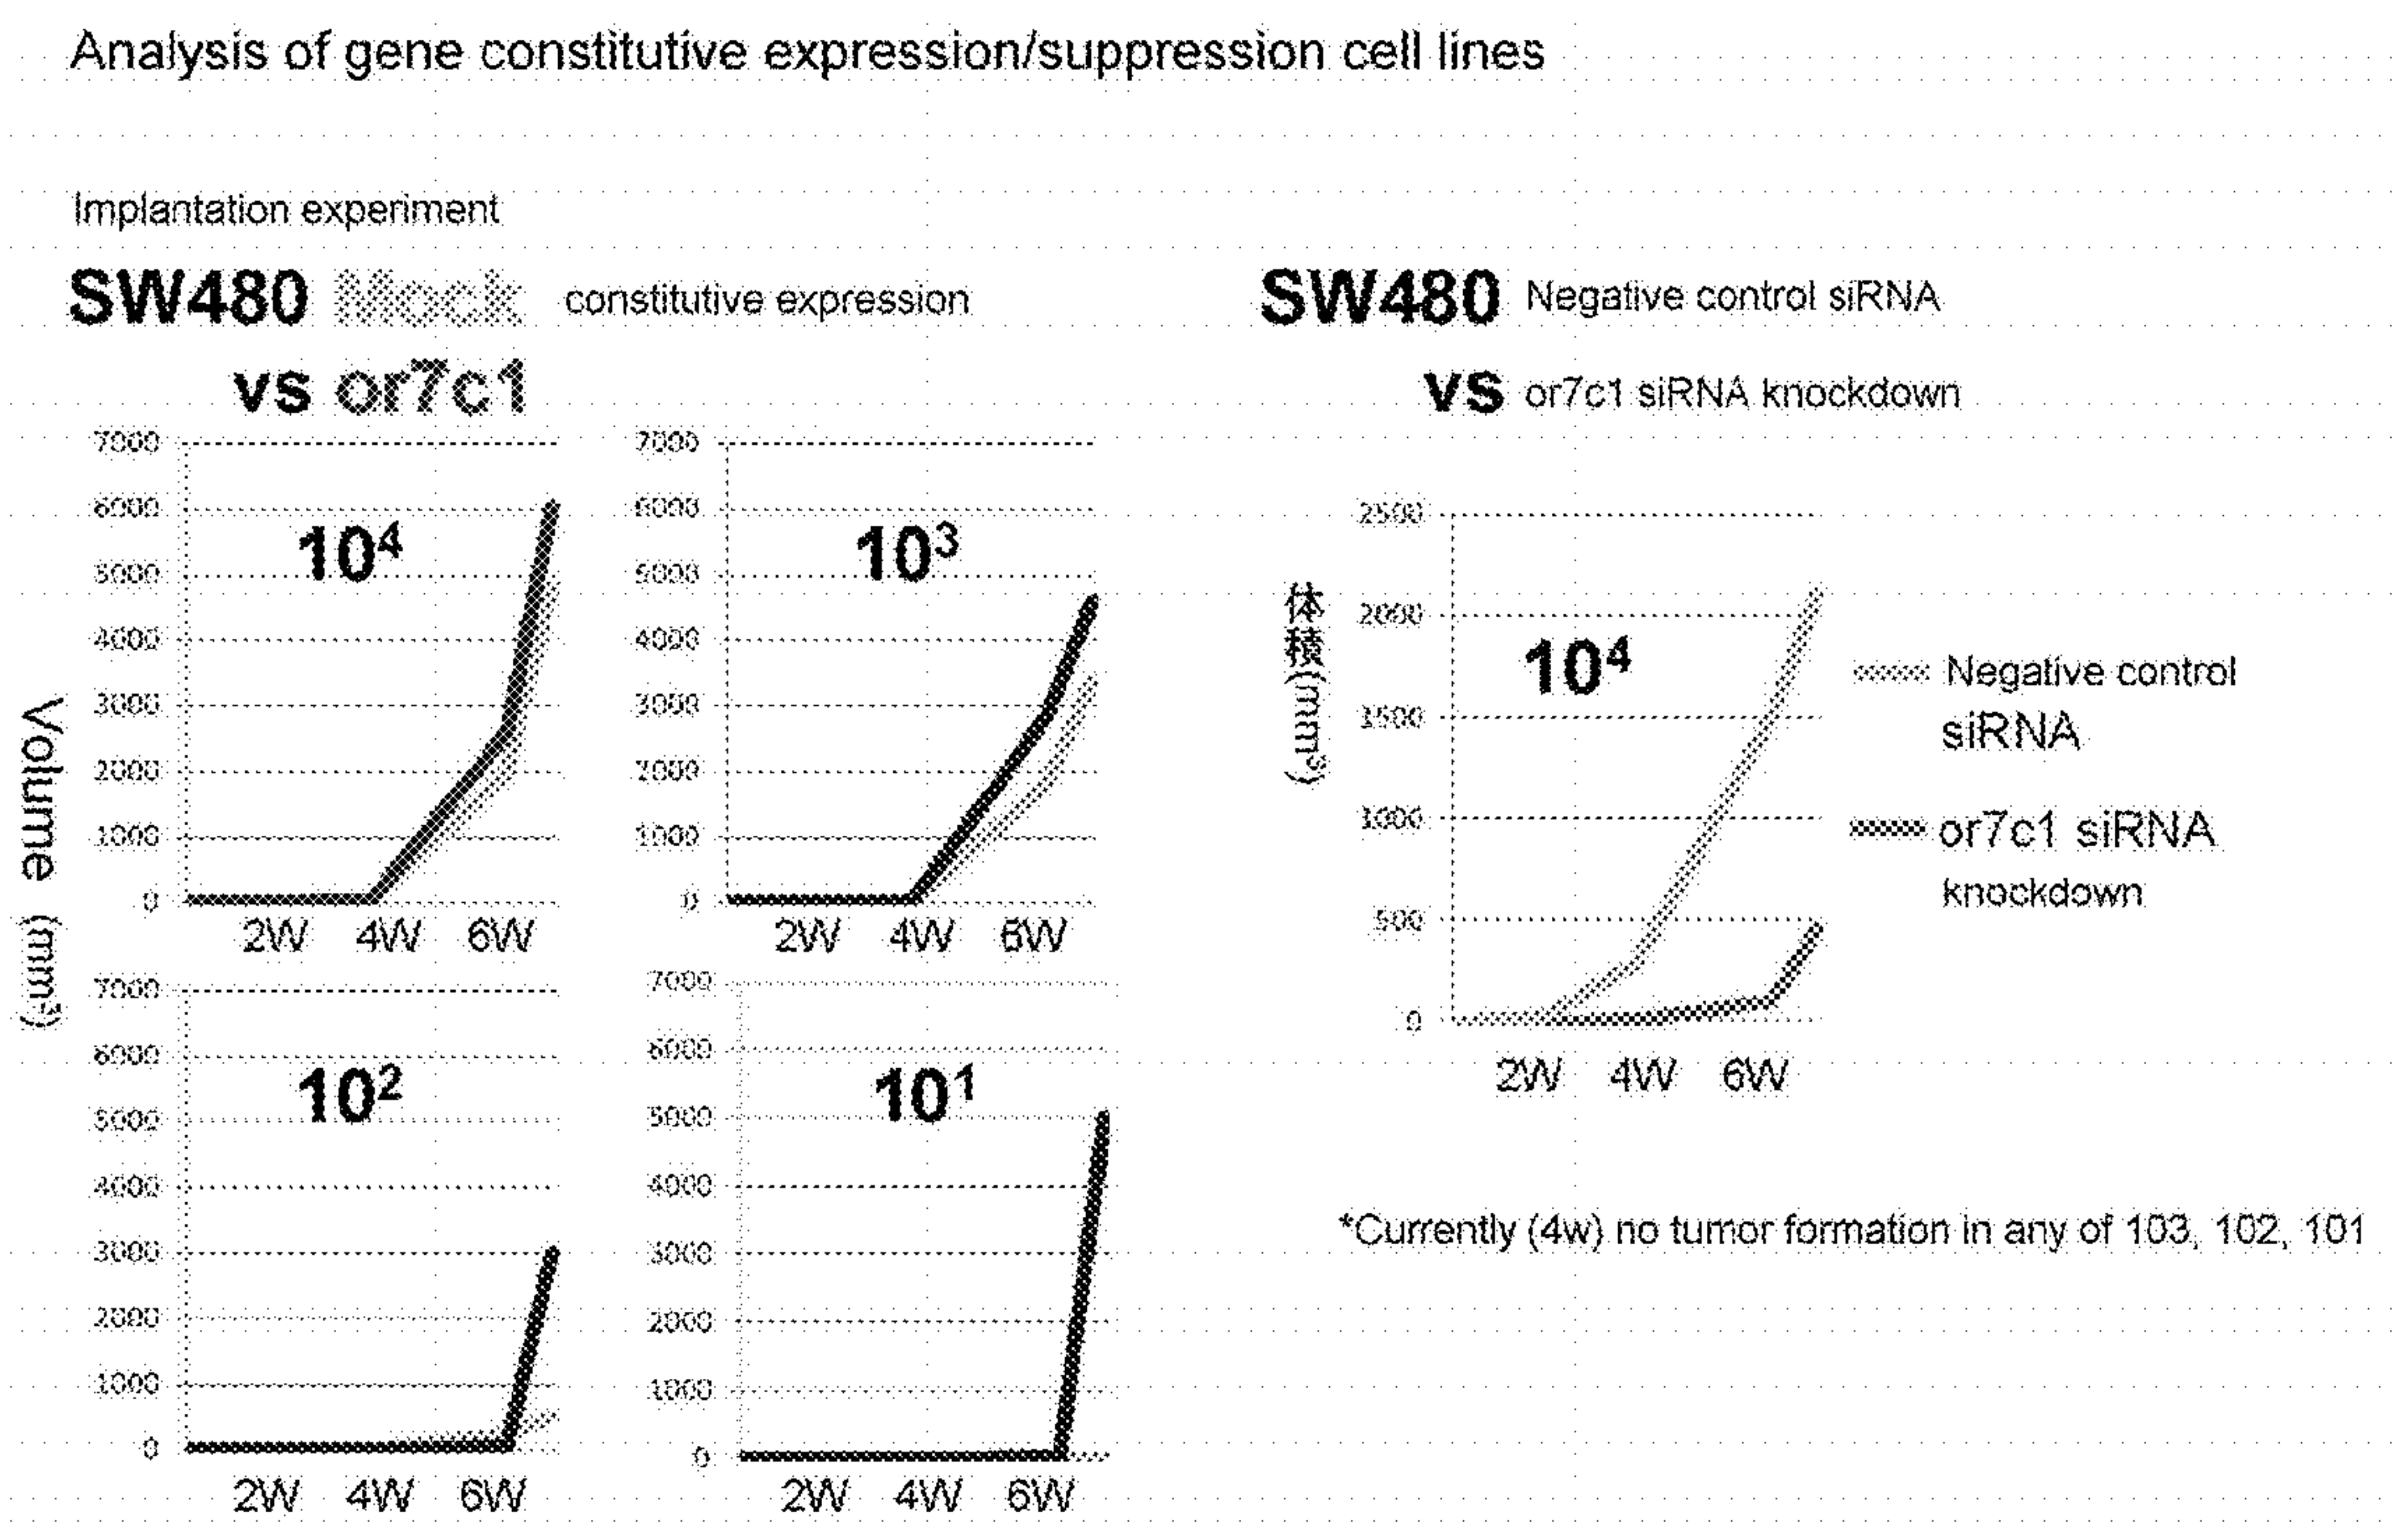 Analysis of gene constitutive expression/suppression cell lines
Implantation experiment
SW480 Mock constitutive expression
vs or7c1
SW480 Negative control siRNA
vs or7c1 siRNA knockdown
Volume (mm³)
7000
6000
5000
4000
3000
2000
1000
0
10⁴
2W 4W 6W
7000
6000
5000
4000
3000
2000
1000
0
10³
2W 4W 6W
7000
6000
5000
4000
3000
2000
1000
0
10²
2W 4W 6W
7000
6000
5000
4000
3000
2000
1000
0
10¹
2W 4W 6W
体積(mm³)
2500
2000
1500
1000
500
0
10⁴
2W 4W 6W
Negative control
siRNA
or7c1 siRNA
knockdown
*Currently (4w) no tumor formation in any of 103, 102, 101